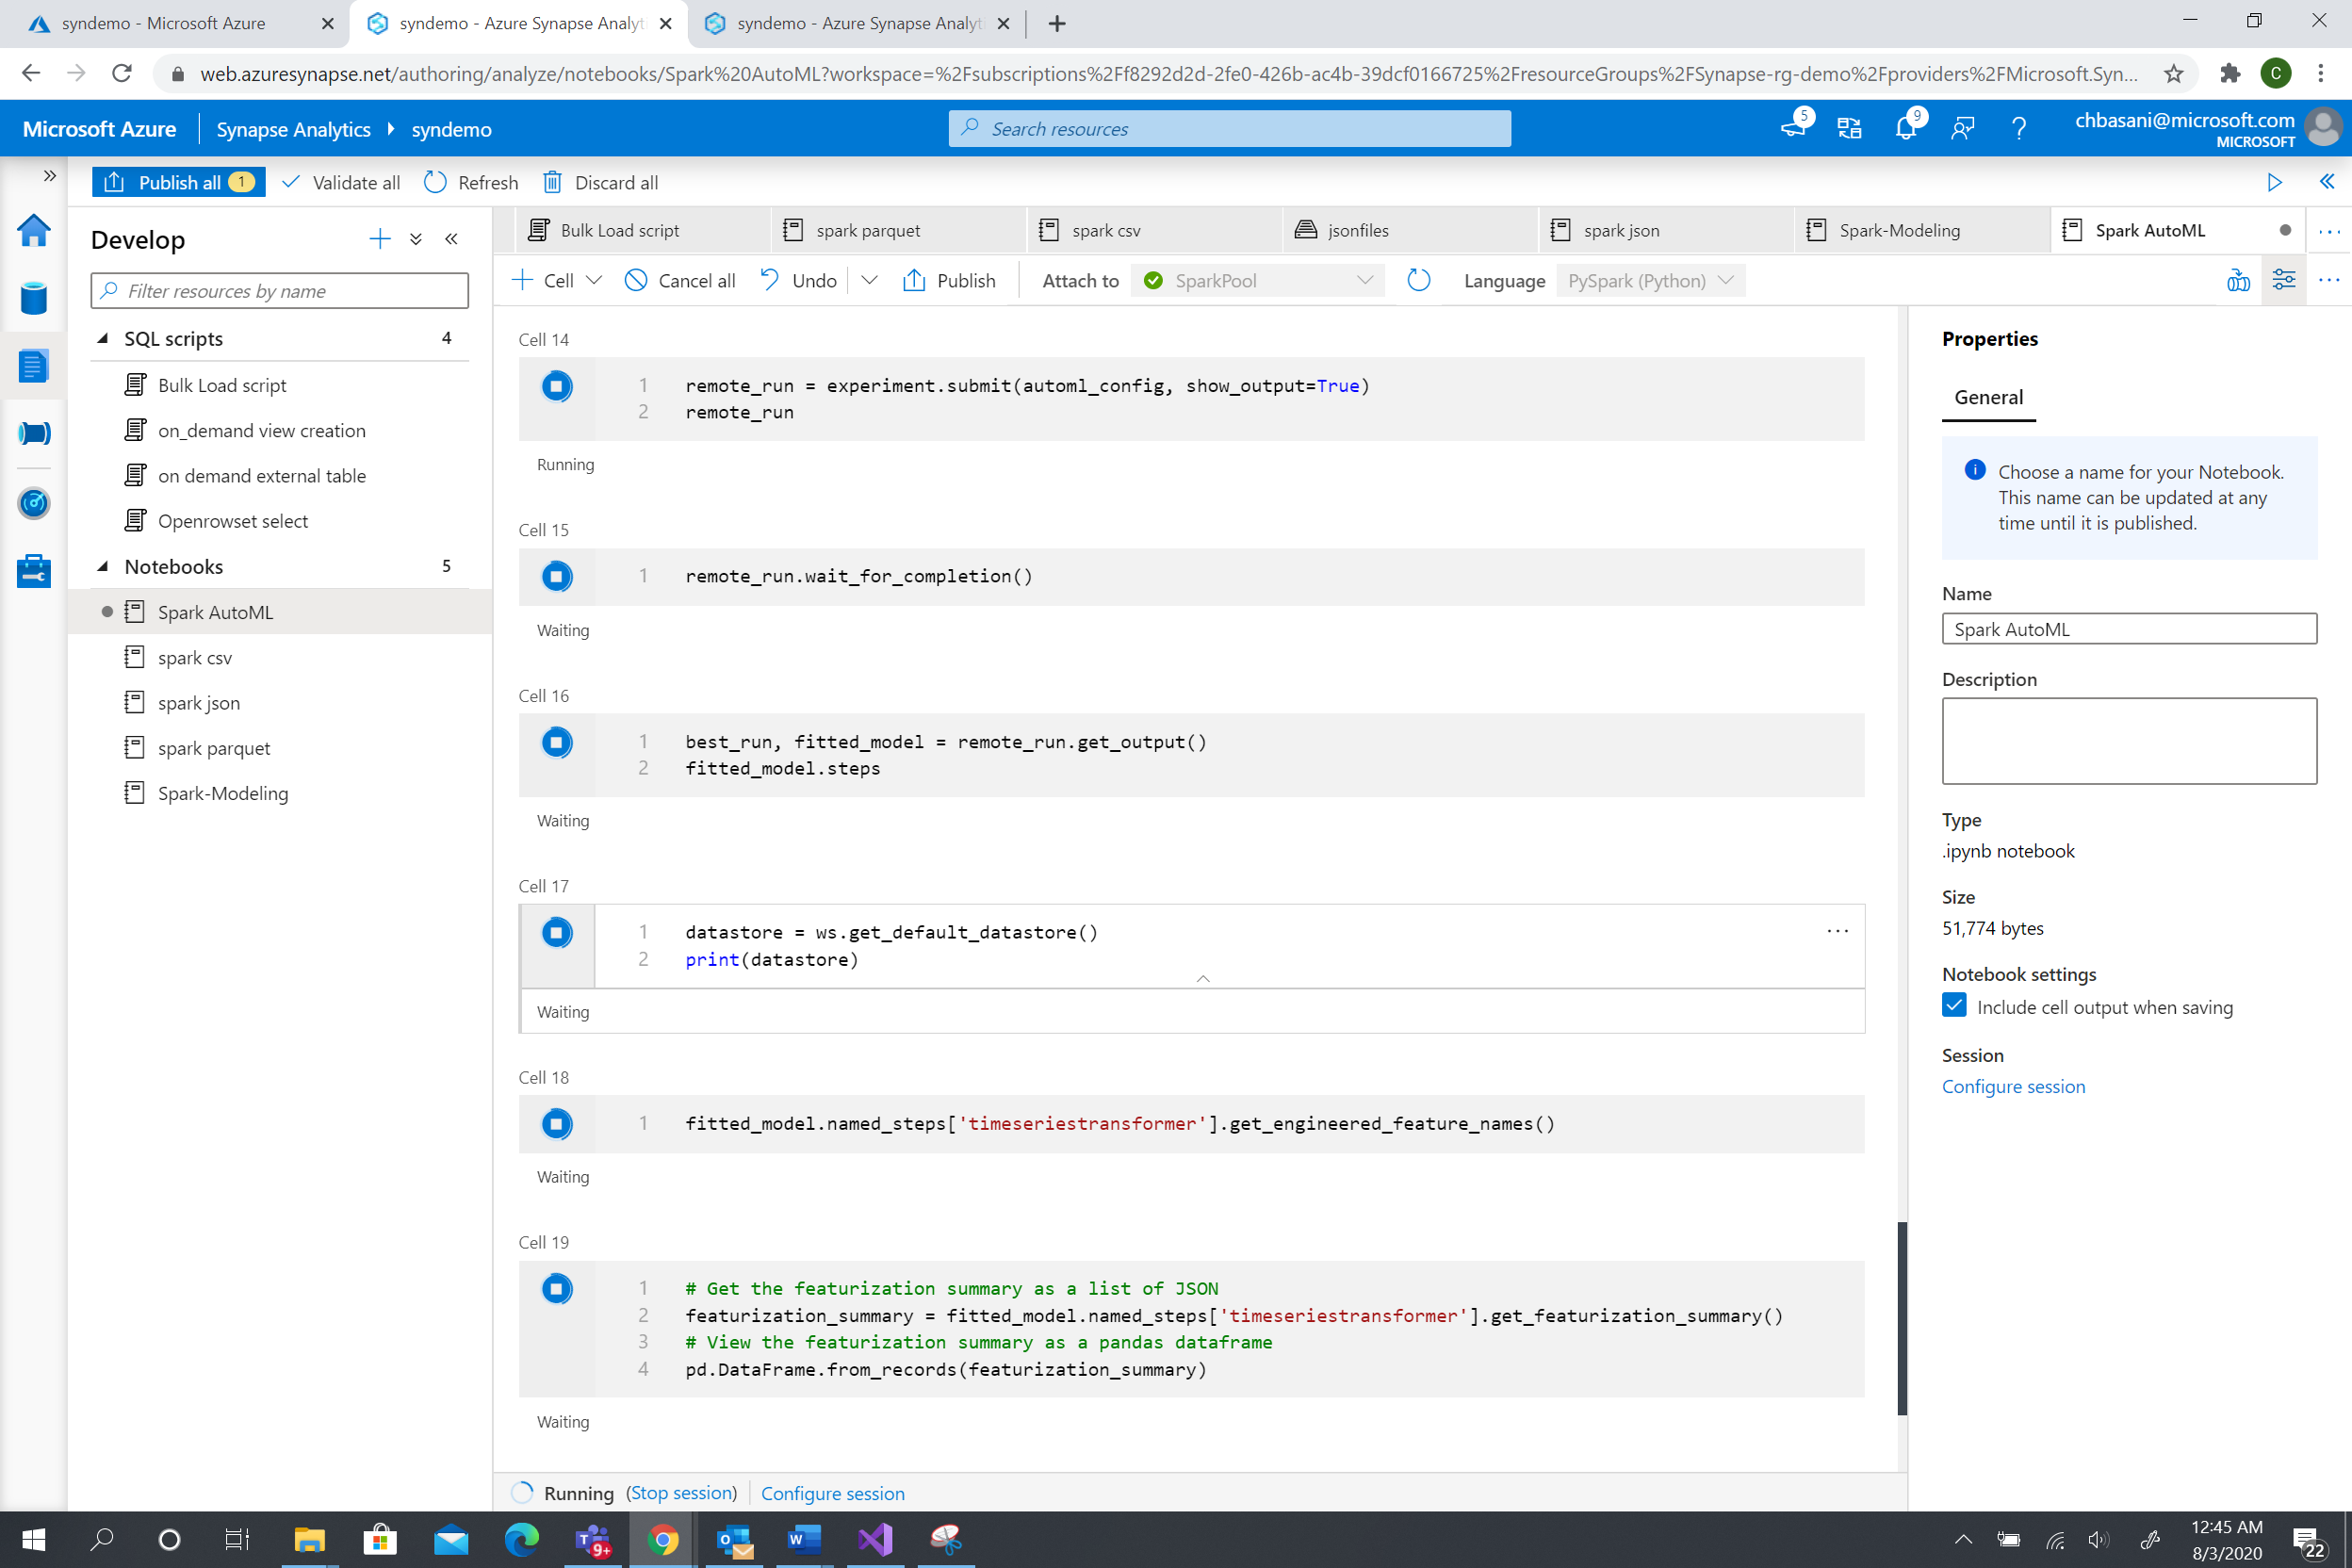 syndemo - Microsoft Azure
syndemo - Azure Synapse Analyt
syndemo - Azure Synapse Analyti
web.azuresynapse.net/authoring/analyze/notebooks/Spark%20AutoML?workspace=%2Fsubscriptions%2Ff8292d2d-2fe0-426b-ac4b-39dcf0166725%2FresourceGroups%2FSynapse-rg-demo%2Fproviders%2FMicrosoft.Syn...
C
Microsoft Azure
Synapse Analytics
syndemo
Search resources
5
9
chbasani@microsoft.com
MICROSOFT
Publish all 1
Validate all
Refresh
Discard all
Develop
Filter resources by name
SQL scripts 4
Bulk Load script
on_demand view creation
on demand external table
Openrowset select
Notebooks 5
Spark AutoML
spark csv
spark json
spark parquet
Spark-Modeling
Bulk Load script
spark parquet
spark csv
jsonfiles
spark json
Spark-Modeling
Spark AutoML
Cell
Cancel all
Undo
Publish
Attach to
SparkPool
Language
PySpark (Python)
Cell 14
1 remote_run = experiment.submit(automl_config, show_output=True)
2 remote_run
Running
Cell 15
1 remote_run.wait_for_completion()
Waiting
Cell 16
1 best_run, fitted_model = remote_run.get_output()
2 fitted_model.steps
Waiting
Cell 17
1 datastore = ws.get_default_datastore()
2 print(datastore)
Waiting
Cell 18
1 fitted_model.named_steps['timeseriestransformer'].get_engineered_feature_names()
Waiting
Cell 19
1 # Get the featurization summary as a list of JSON
2 featurization_summary = fitted_model.named_steps['timeseriestransformer'].get_featurization_summary()
3 # View the featurization summary as a pandas dataframe
4 pd.DataFrame.from_records(featurization_summary)
Waiting
Running (Stop session)
Configure session
Properties
General
Choose a name for your Notebook.
This name can be updated at any
time until it is published.
Name
Spark AutoML
Description
Type
.ipynb notebook
Size
51,774 bytes
Notebook settings
Include cell output when saving
Session
Configure session
T
9+
W
12:45 AM
8/3/2020
22